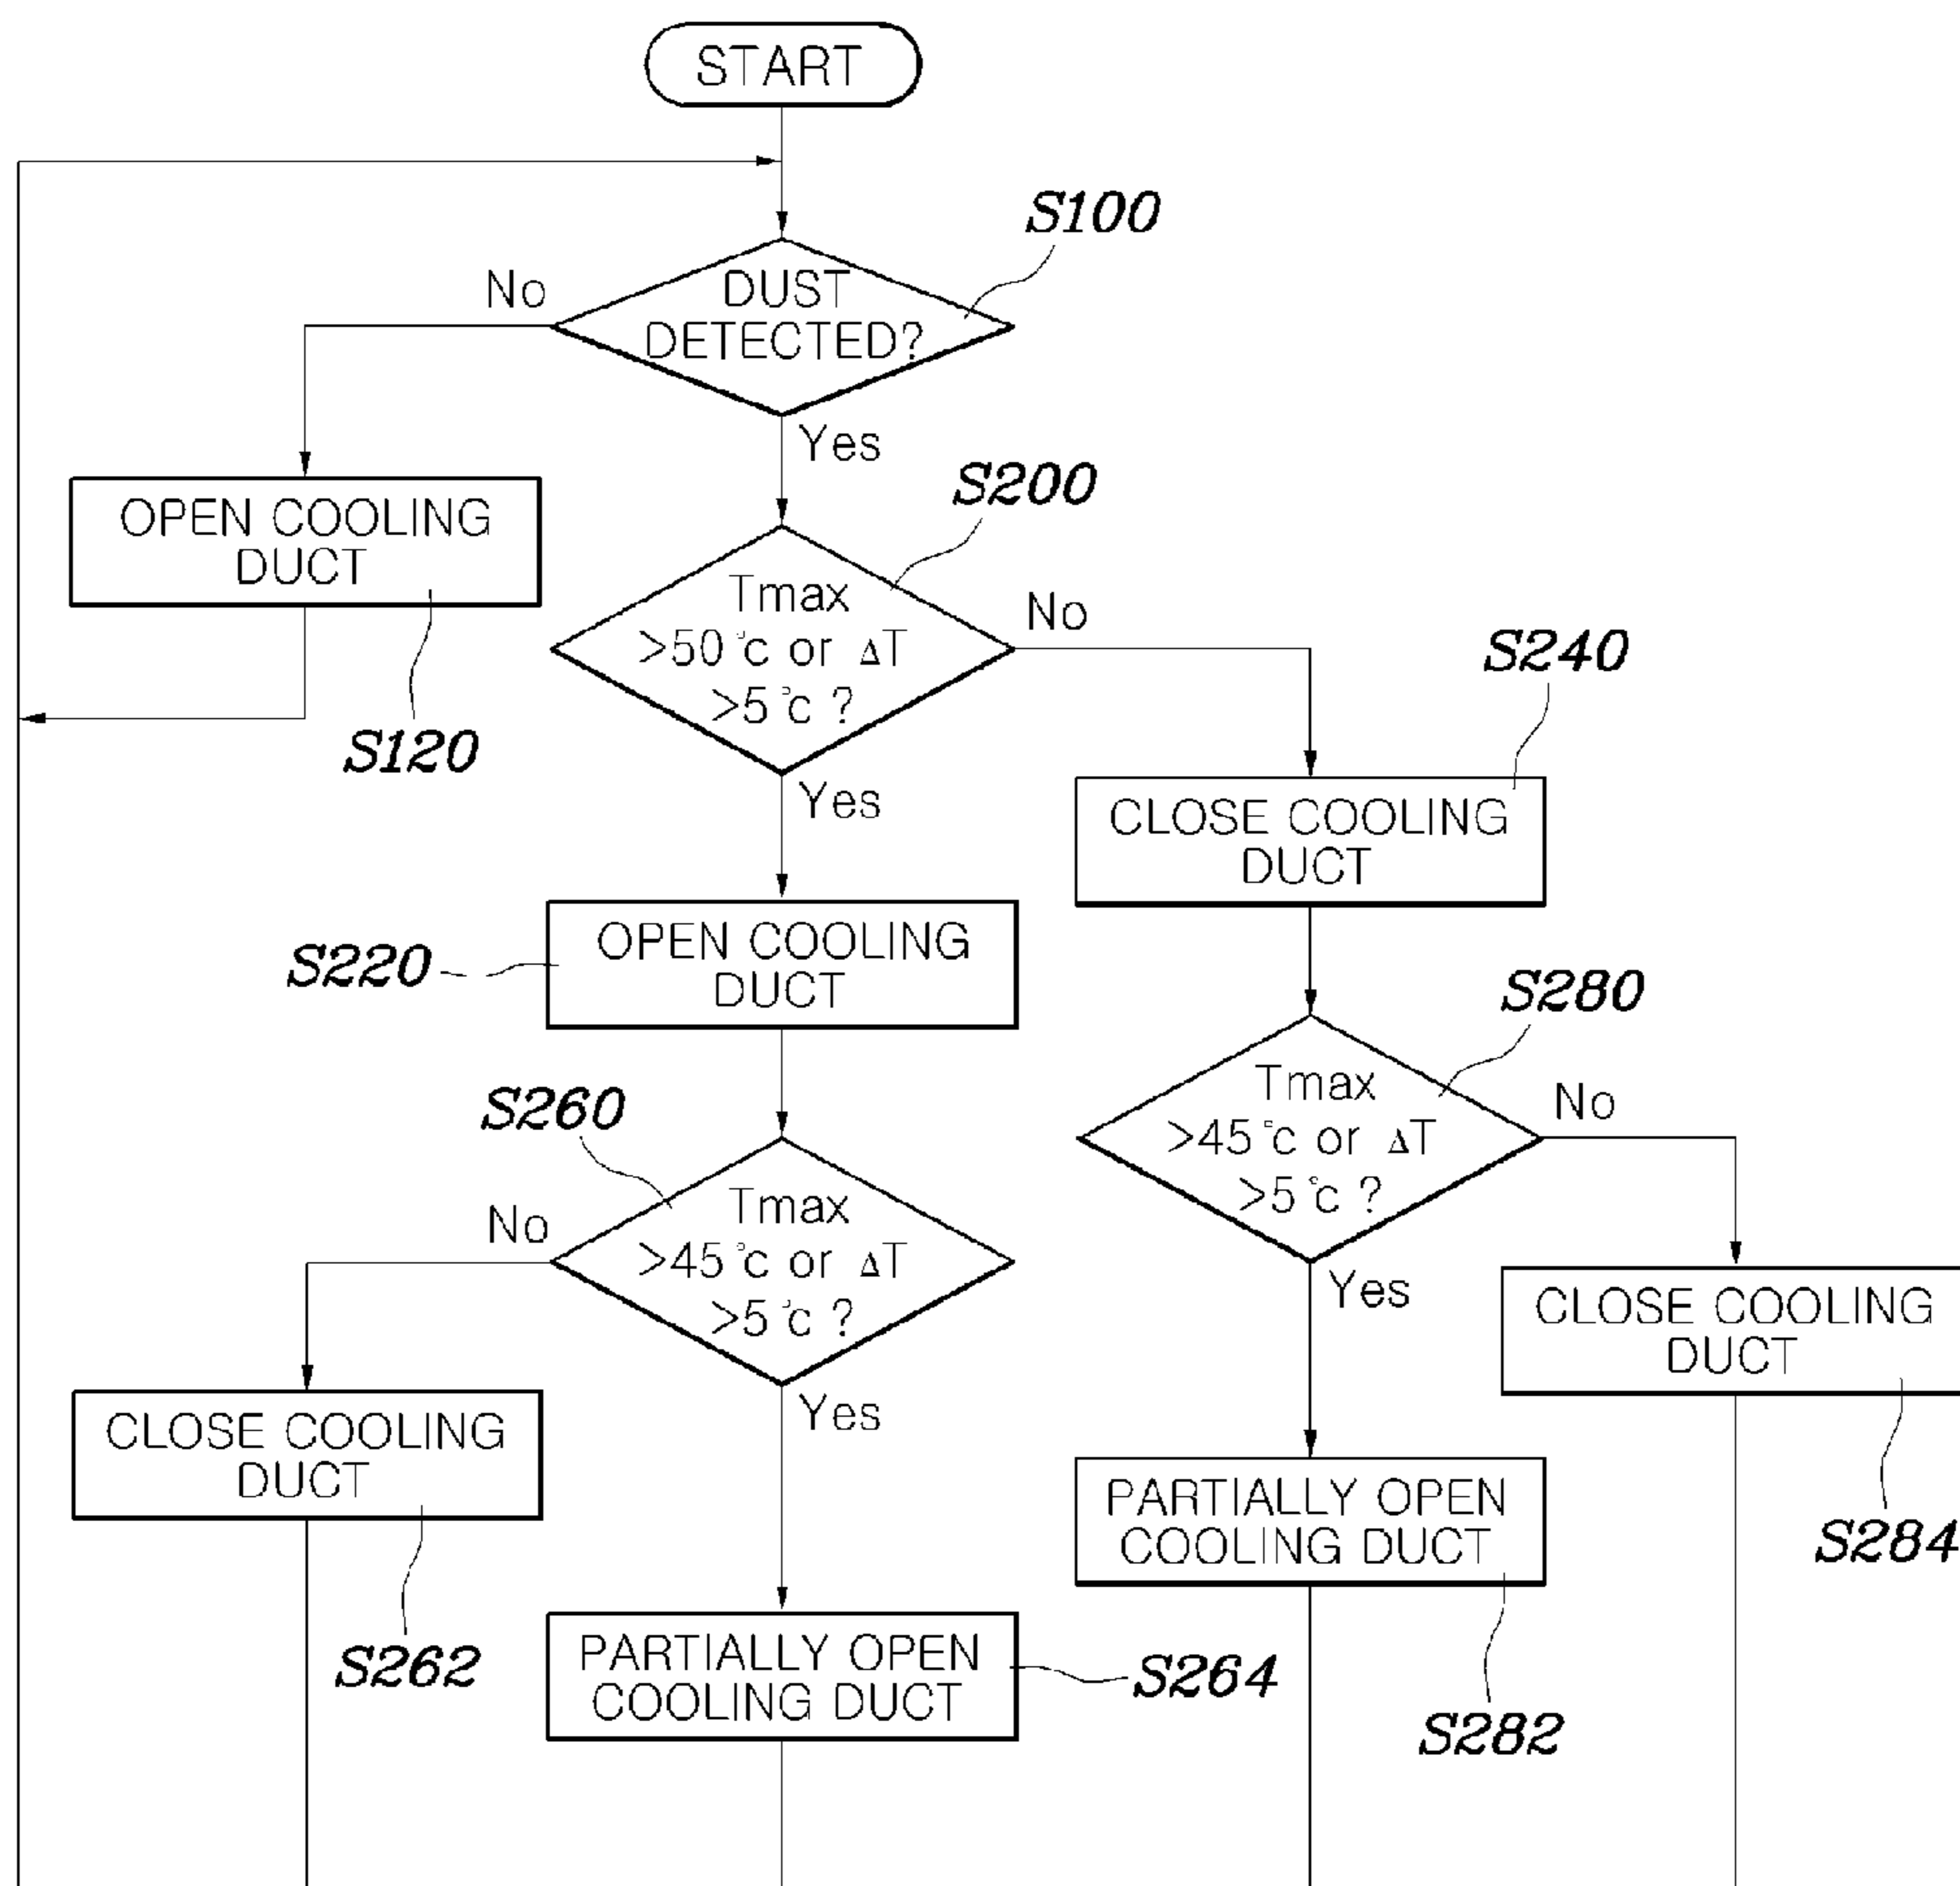 START
S100
No
DUST
DETECTED?
Yes
S200
OPEN COOLING
DUCT
S120
Tmax
>50℃ or ΔT
>5℃ ?
No
S240
Yes
CLOSE COOLING
DUCT
S220
OPEN COOLING
DUCT
S280
S260
Tmax
>45℃ or ΔT
>5℃ ?
No
Tmax
>45℃ or ΔT
>5℃ ?
No
Yes
CLOSE COOLING
DUCT
S284
Yes
CLOSE COOLING
DUCT
S262
PARTIALLY OPEN
COOLING DUCT
S282
PARTIALLY OPEN
COOLING DUCT
S264